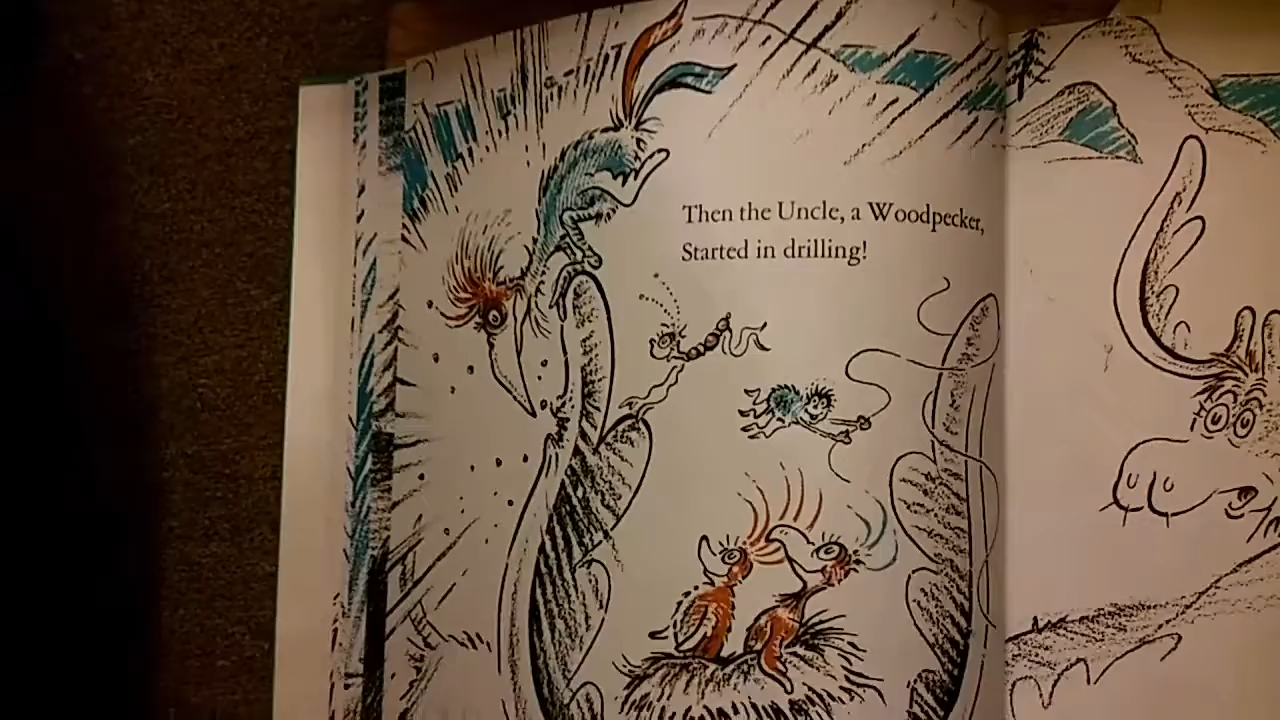 Then the Uncle, a Woodpecker,
Started in drilling!